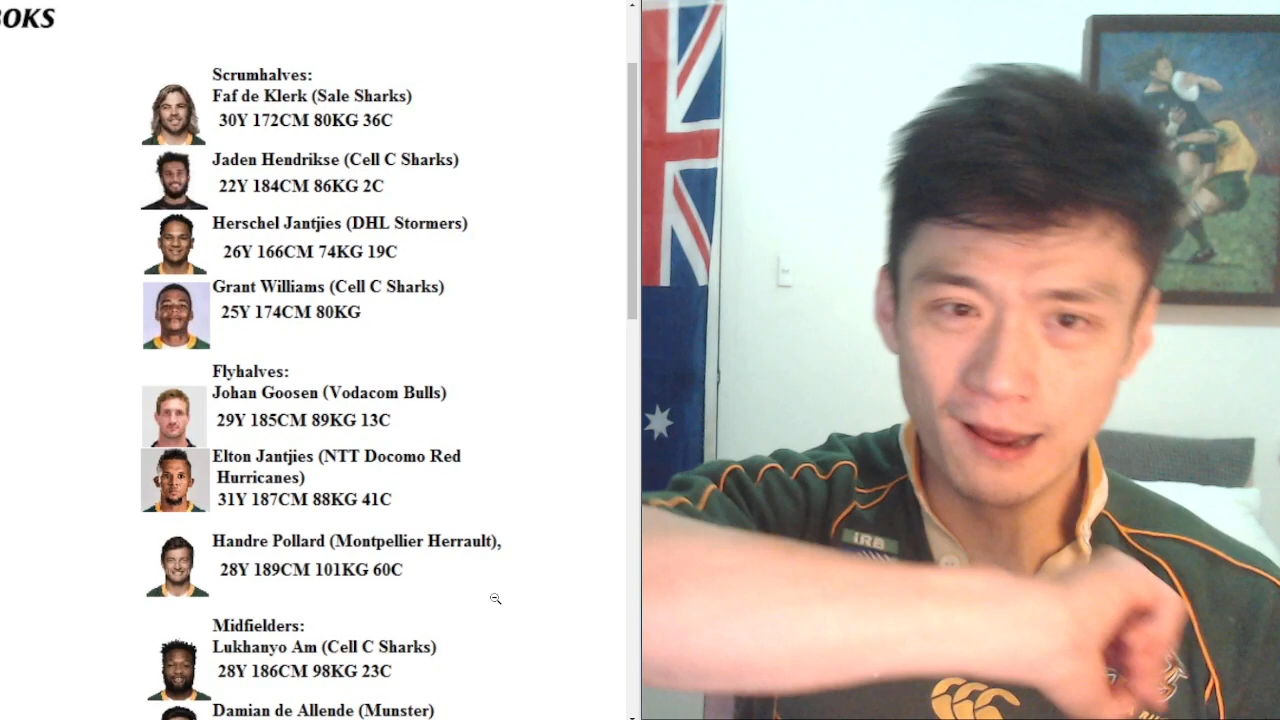 BOKS
Scrumhalves:
Faf de Klerk (Sale Sharks)
30Y 172CM 80KG 36C
Jaden Hendrikse (Cell C Sharks)
22Y 184CM 86KG 2C
Herschel Jantjies (DHL Stormers)
26Y 166CM 74KG 19C
Grant Williams (Cell C Sharks)
25Y 174CM 80KG
Flyhalves:
Johan Goosen (Vodacom Bulls)
29Y 185CM 89KG 13C
Elton Jantjies (NTT Docomo Red
Hurricanes)
31Y 187CM 88KG 41C
Handre Pollard (Montpellier Herrault),
28Y 189CM 101KG 60C
Midfielders:
Lukhanyo Am (Cell C Sharks)
28Y 186CM 98KG 23C
Damian de Allende (Munster)
IRB